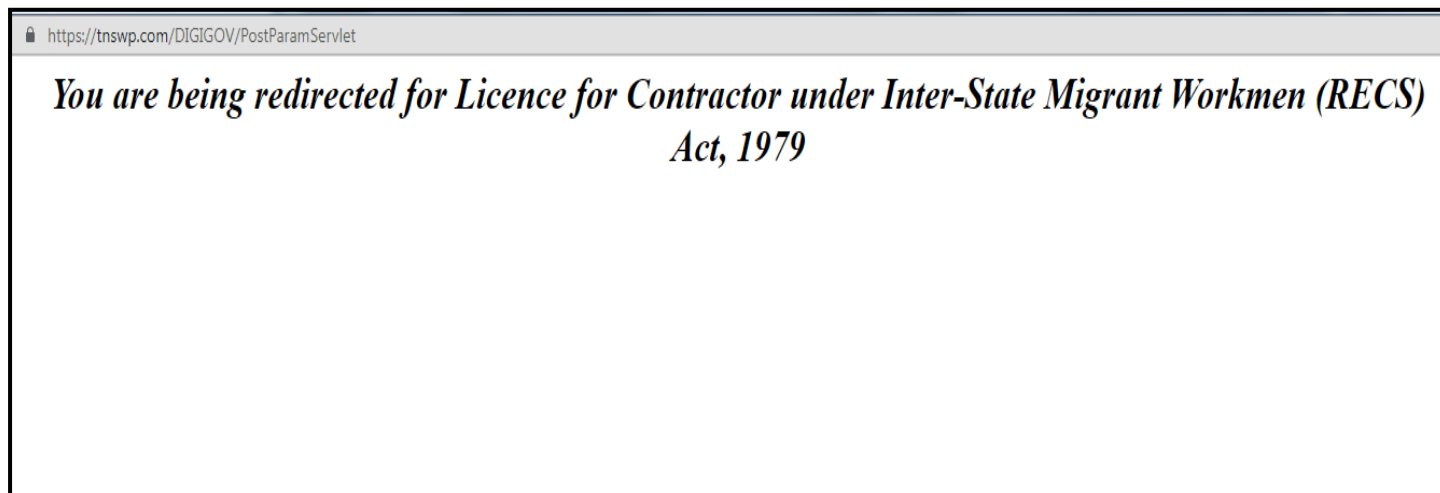 https://tnswp.com/DIGIGOV/PostParamServlet
You are being redirected for Licence for Contractor under Inter-State Migrant Workmen (RECS)
Act, 1979